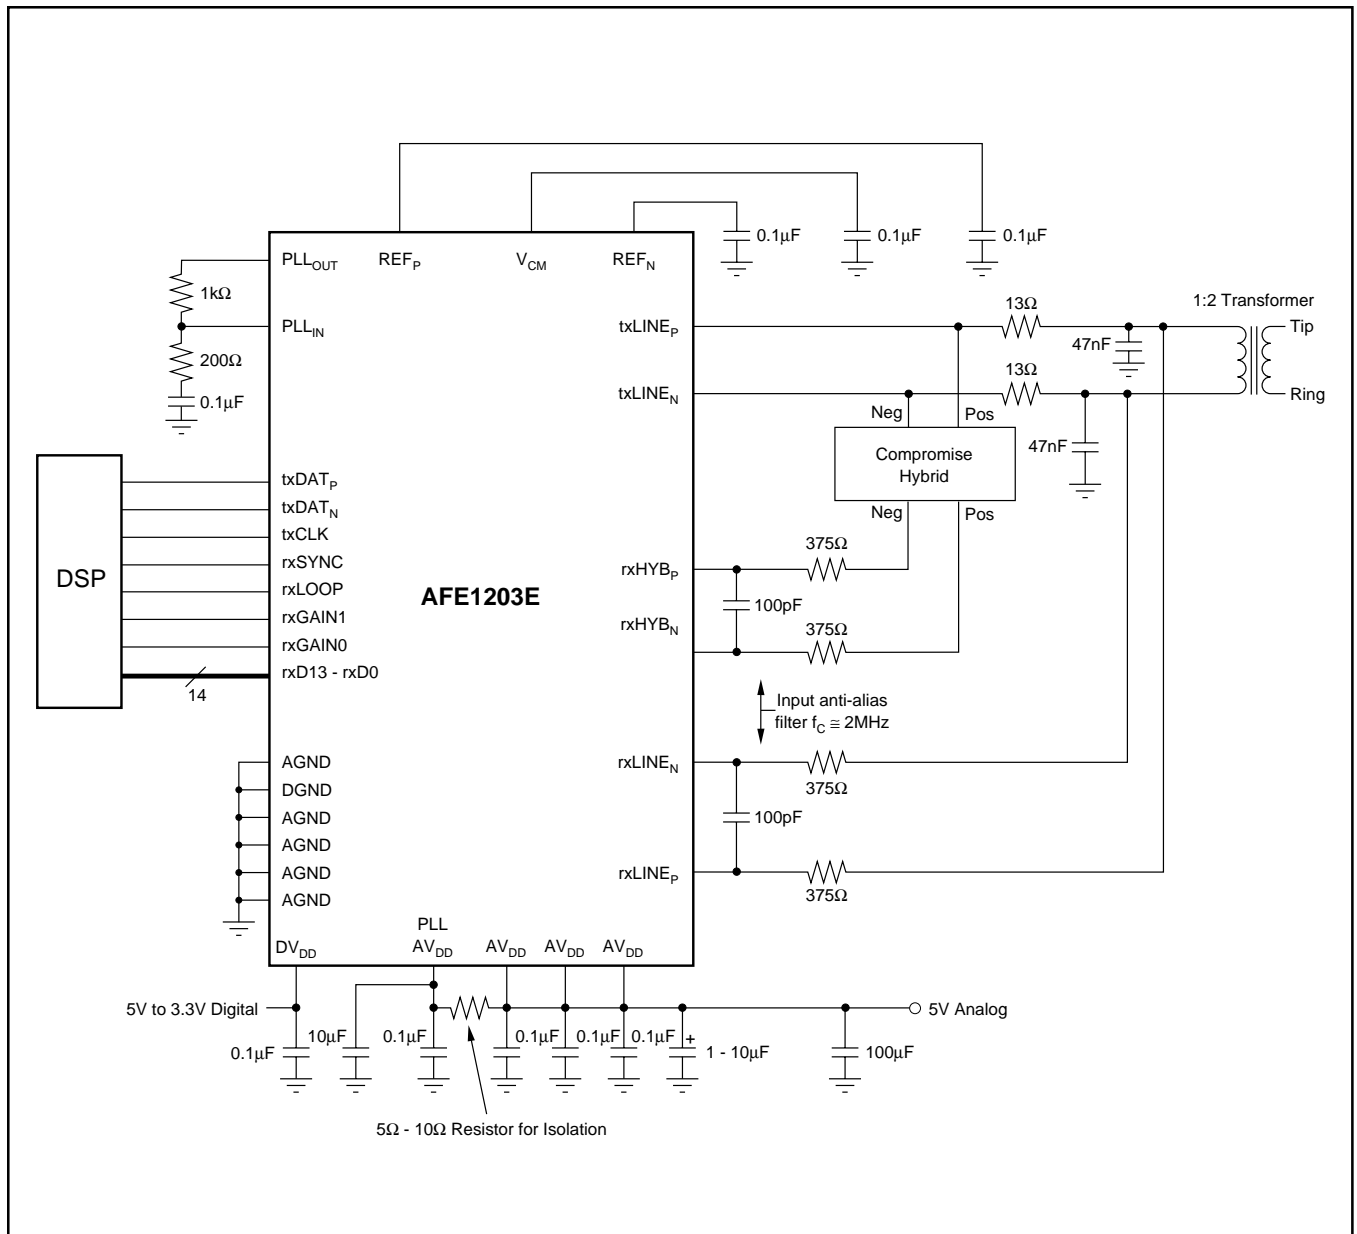 0.1µF
0.1µF
0.1µF
PLLOUT
REFP
VCM
REFN
1kΩ
PLLIN
200Ω
0.1µF
txLINEP
13Ω
47nF
1:2 Transformer
Tip
txLINEN
13Ω
Ring
Neg
Pos
47nF
Compromise
Hybrid
Neg
Pos
DSP
txDATP
txDATN
txCLK
rxSYNC
rxLOOP
rxGAIN1
rxGAIN0
rxD13 - rxD0
14
AFE1203E
rxHYBP
375Ω
100pF
rxHYBN
375Ω
Input anti-alias
filter fC ≅ 2MHz
AGND
DGND
AGND
AGND
AGND
AGND
rxLINEN
375Ω
100pF
rxLINEP
375Ω
DVDD
PLL
AVDD
AVDD
AVDD
AVDD
5V to 3.3V Digital
5V Analog
0.1µF
10µF
0.1µF
0.1µF
0.1µF
0.1µF
+
1 - 10µF
100µF
5Ω - 10Ω Resistor for Isolation